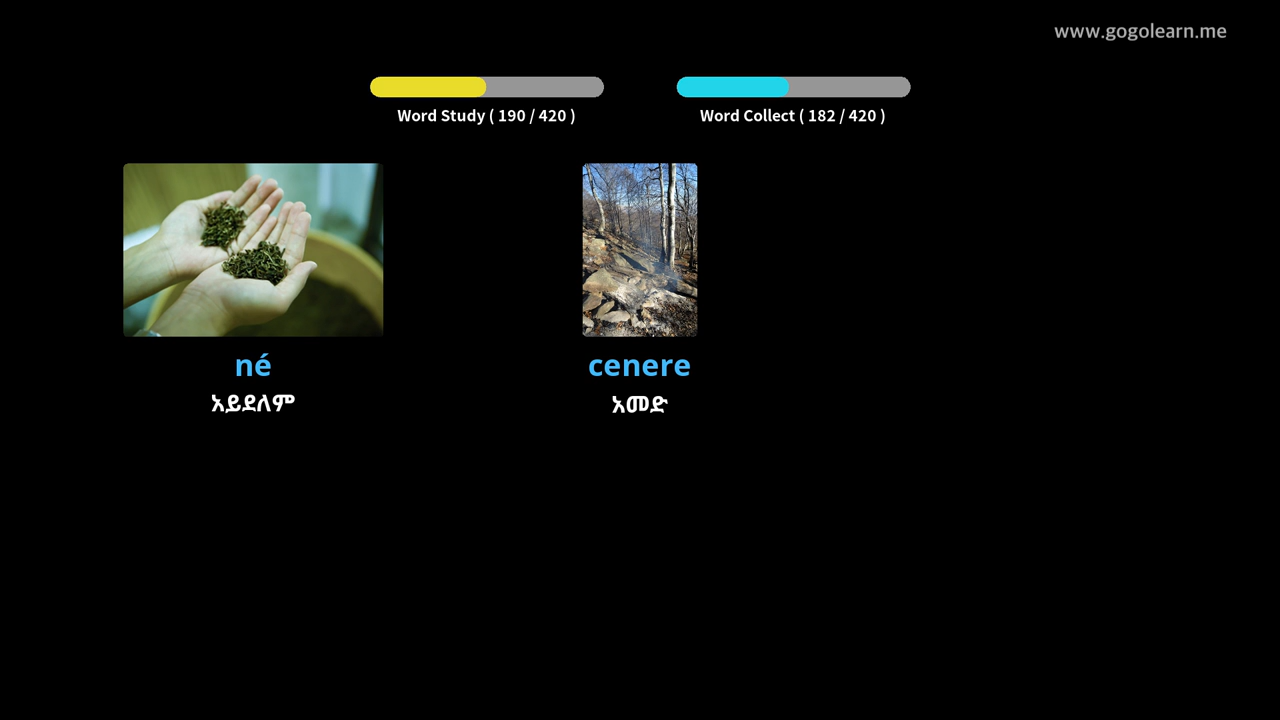 www.gogolearn.me
Word Study ( 190 / 420 )
Word Collect ( 182 / 420 )
né
አይደለም
cenere
አመድ